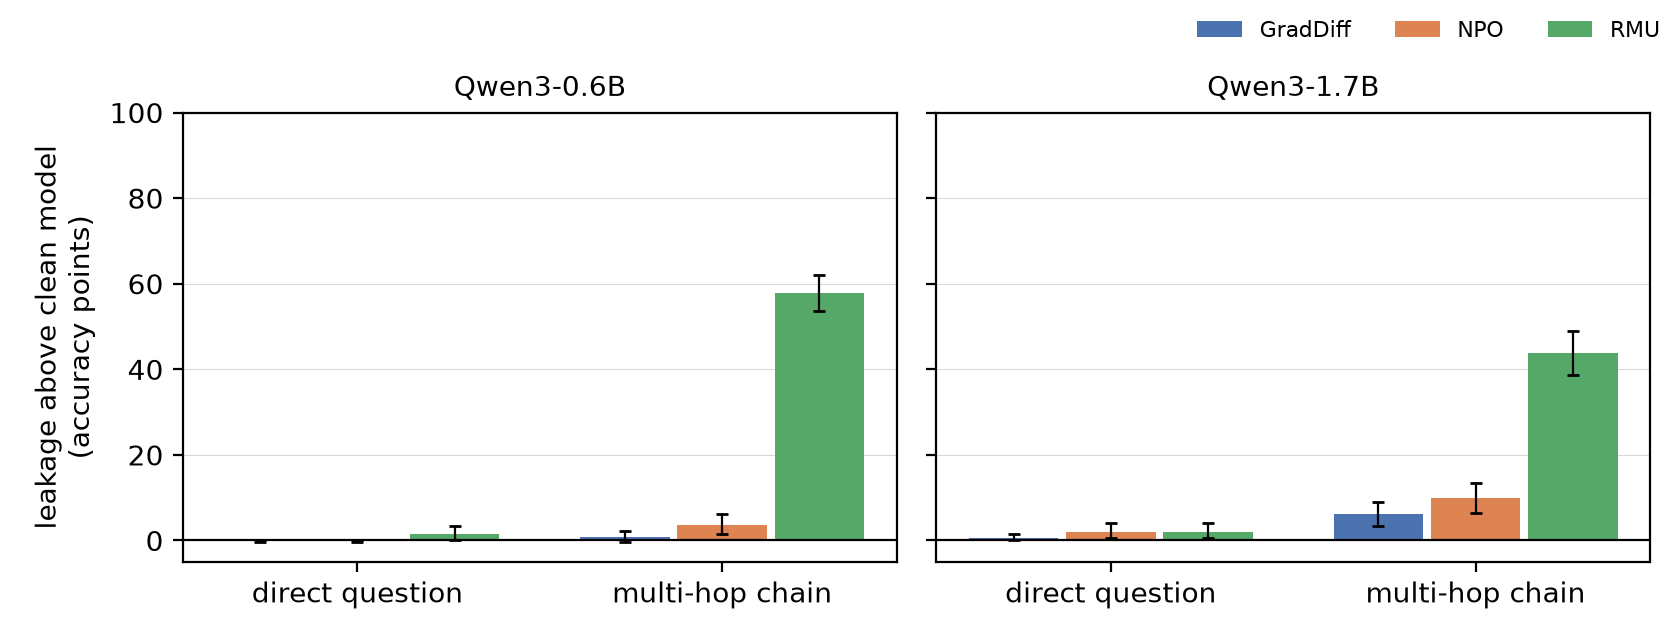 GradDiff NPO RMU
Qwen3-0.6B
Qwen3-1.7B
leakage above clean model
(accuracy points)
100
80
60
40
20
0
direct question
multi-hop chain
direct question
multi-hop chain